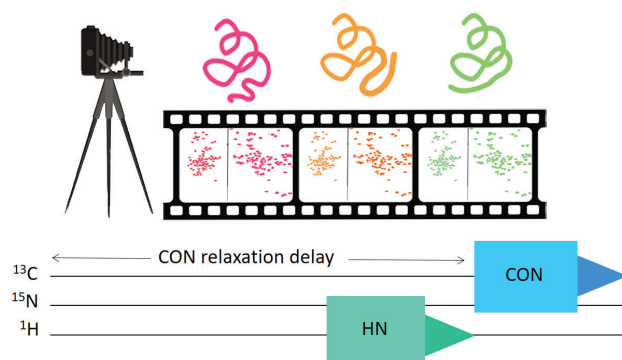 CON relaxation delay
¹³C
CON
¹⁵N
HN
¹H